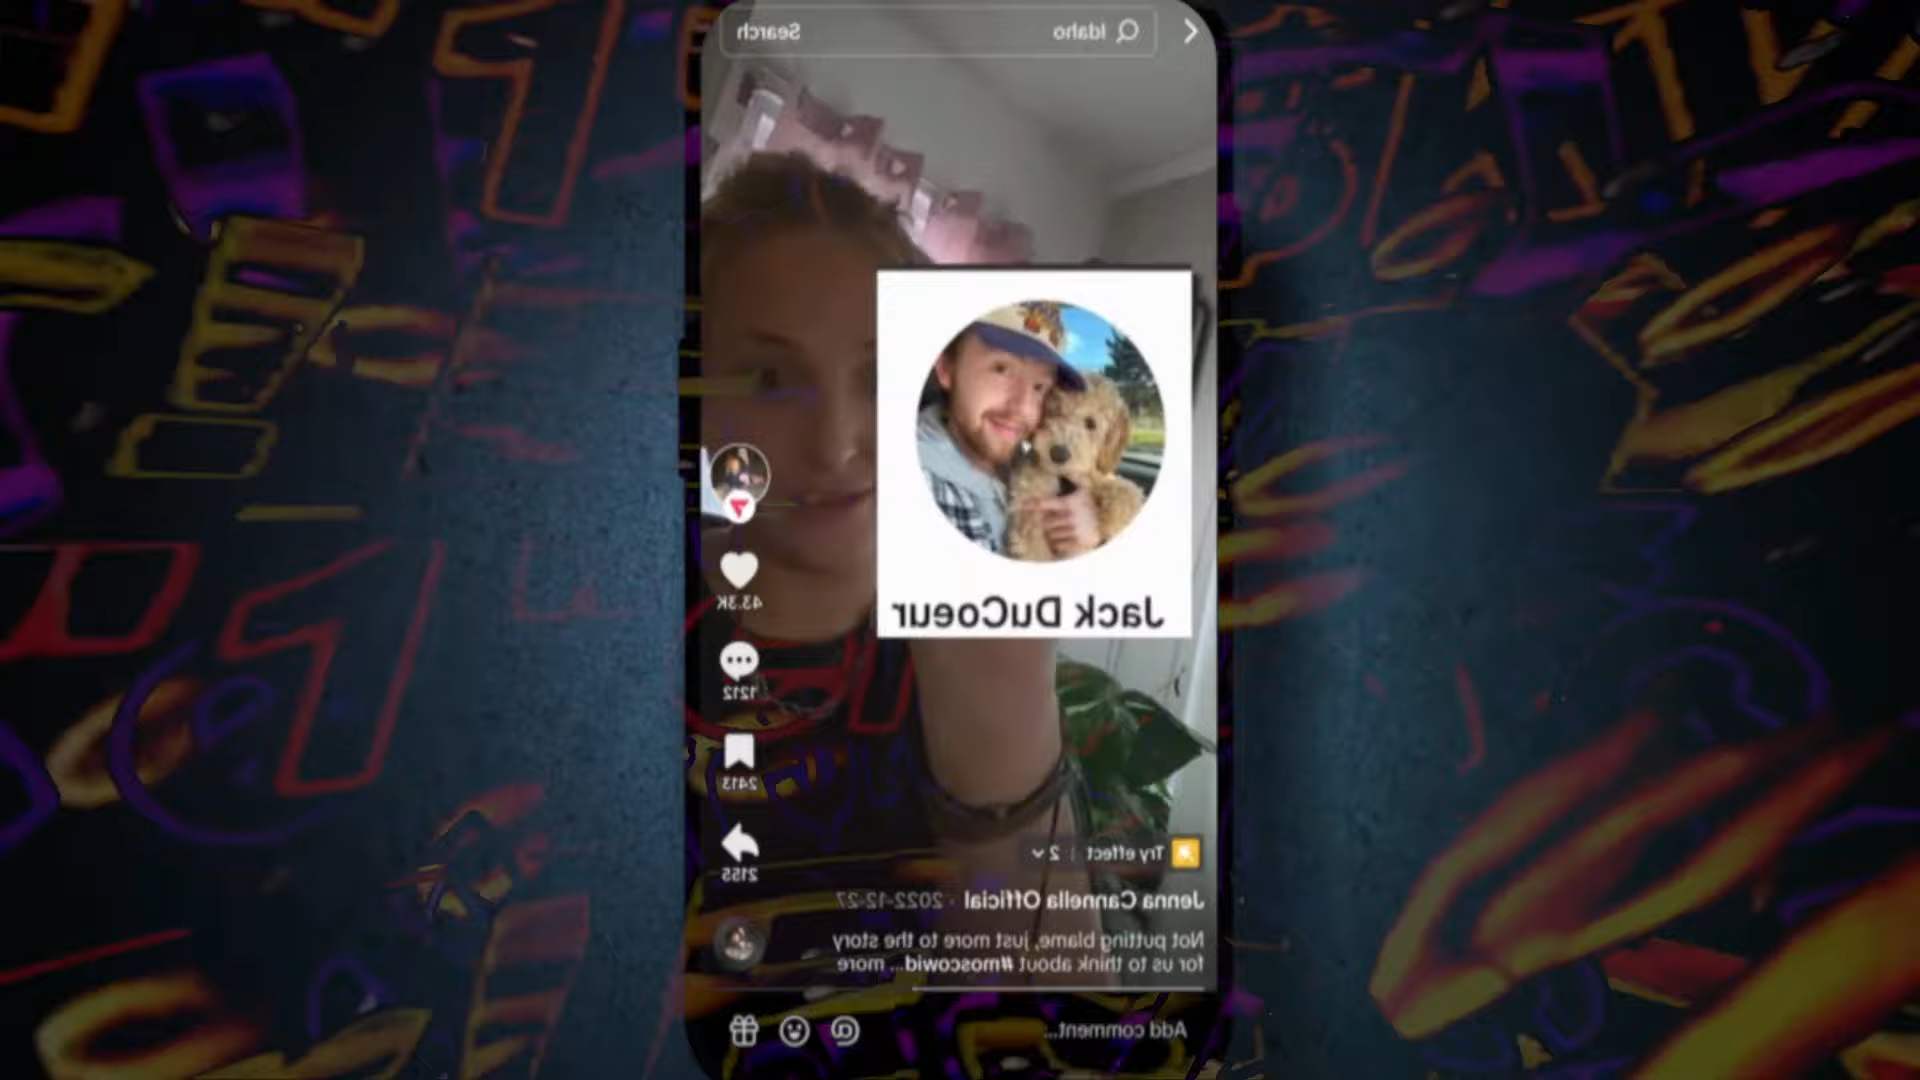 Idaho Search
Jack DuCoeur
43.3K
1212
2413
2155
Try effect | 2
Jenna Cannella Official · 2022-12-27
Not putting blame, just more to the story
for us to think about #moscowid... more
Add comment...